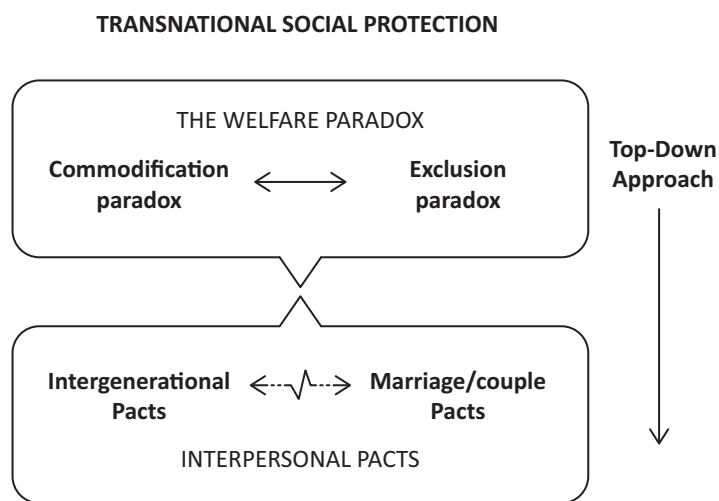 TRANSNATIONAL SOCIAL PROTECTION
THE WELFARE PARADOX
Commodification
paradox
Exclusion
paradox
Top-Down
Approach
Intergenerational
Pacts
Marriage/couple
Pacts
INTERPERSONAL PACTS